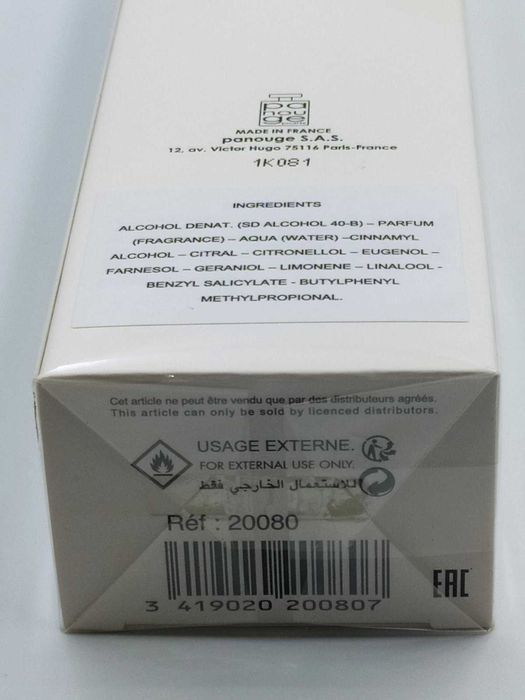 pa
nou
ge
MADE IN FRANCE
panouge S.A.S.
12, av. Victor Hugo 75116 Paris-France
1K081
INGREDIENTS
ALCOHOL DENAT. (SD ALCOHOL 40-B) – PARFUM
(FRAGRANCE) – AQUA (WATER) –CINNAMYL
ALCOHOL – CITRAL – CITRONELLOL – EUGENOL –
FARNESOL – GERANIOL – LIMONENE – LINALOOL -
BENZYL SALICYLATE - BUTYLPHENYL
METHYLPROPIONAL.
Cet article ne peut être vendu que par des distributeurs agréés.
This article can only be sold by licenced distributors.
USAGE EXTERNE.
FOR EXTERNAL USE ONLY.
للاستعمال الخارجي فقط
Réf : 20080
3 419020 200807
EAC